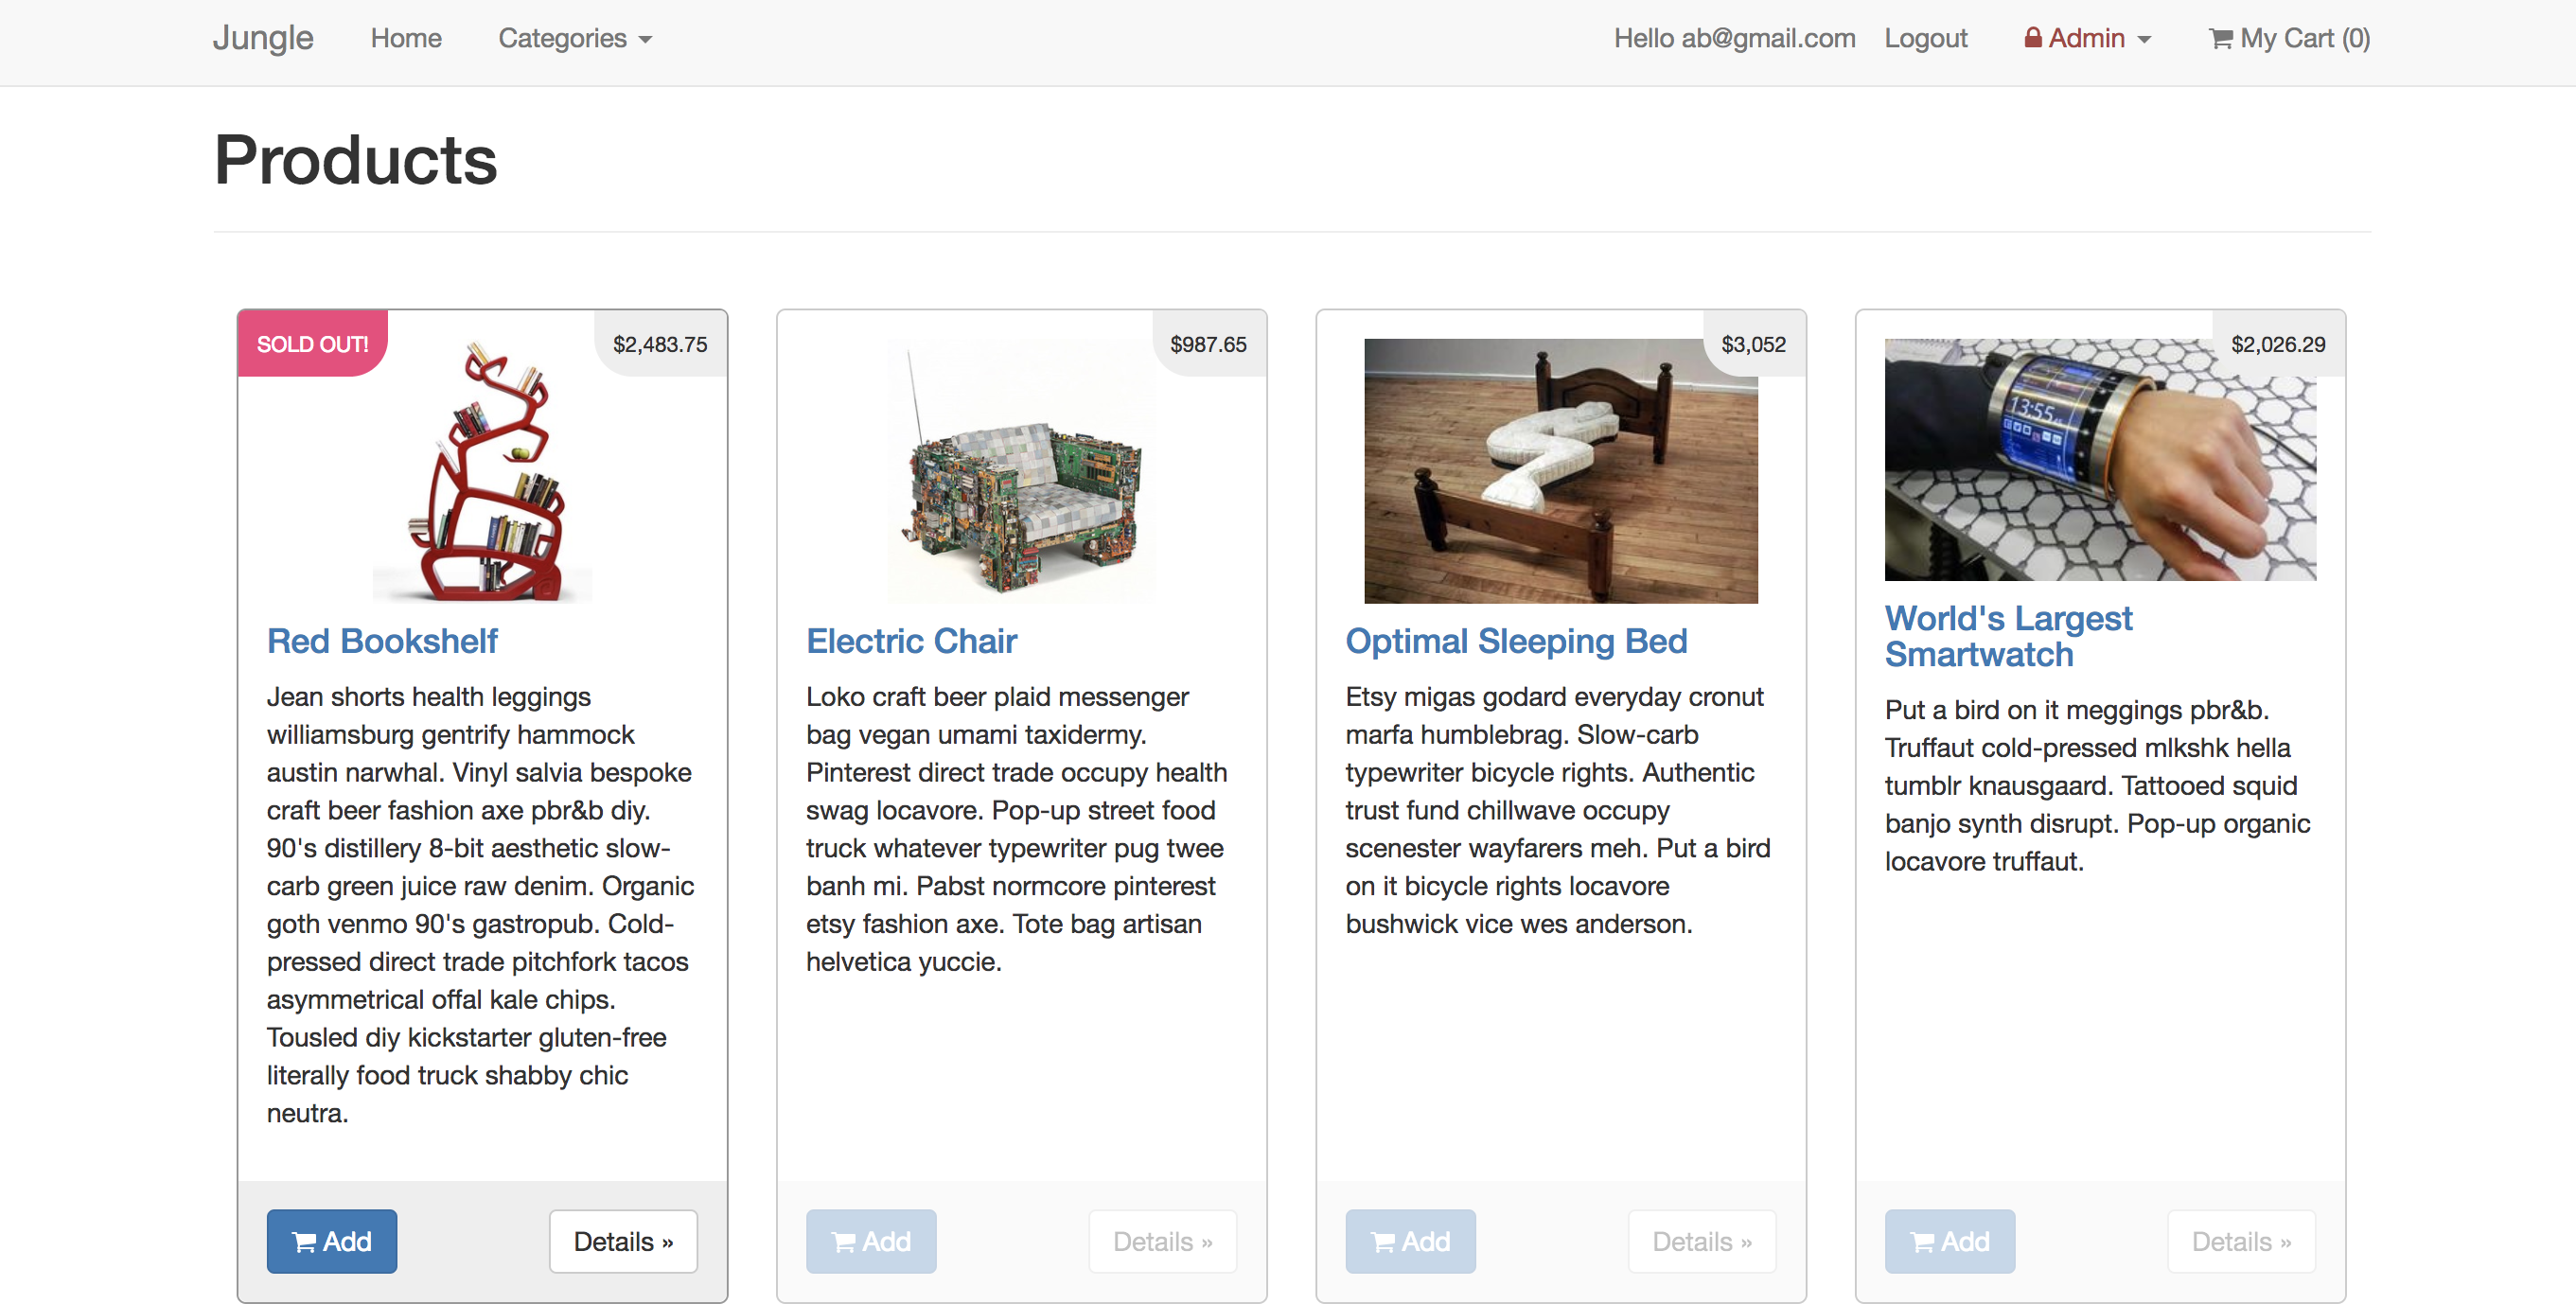 Jungle Home Categories Hello ab@gmail.com Logout Admin My Cart (0)
Products
SOLD OUT! $2,483.75
Red Bookshelf
Jean shorts health leggings
williamsburg gentrify hammock
austin narwhal. Vinyl salvia bespoke
craft beer fashion axe pbr&b diy.
90's distillery 8-bit aesthetic slow-
carb green juice raw denim. Organic
goth venmo 90's gastropub. Cold-
pressed direct trade pitchfork tacos
asymmetrical offal kale chips.
Tousled diy kickstarter gluten-free
literally food truck shabby chic
neutra.
Add Details »
$987.65
Electric Chair
Loko craft beer plaid messenger
bag vegan umami taxidermy.
Pinterest direct trade occupy health
swag locavore. Pop-up street food
truck whatever typewriter pug twee
banh mi. Pabst normcore pinterest
etsy fashion axe. Tote bag artisan
helvetica yuccie.
Add Details »
$3,052
Optimal Sleeping Bed
Etsy migas godard everyday cronut
marfa humblebrag. Slow-carb
typewriter bicycle rights. Authentic
trust fund chillwave occupy
scenester wayfarers meh. Put a bird
on it bicycle rights locavore
bushwick vice wes anderson.
Add Details »
$2,026.29
13:55
World's Largest
Smartwatch
Put a bird on it meggings pbr&b.
Truffaut cold-pressed mlkshk hella
tumblr knausgaard. Tattooed squid
banjo synth disrupt. Pop-up organic
locavore truffaut.
Add Details »